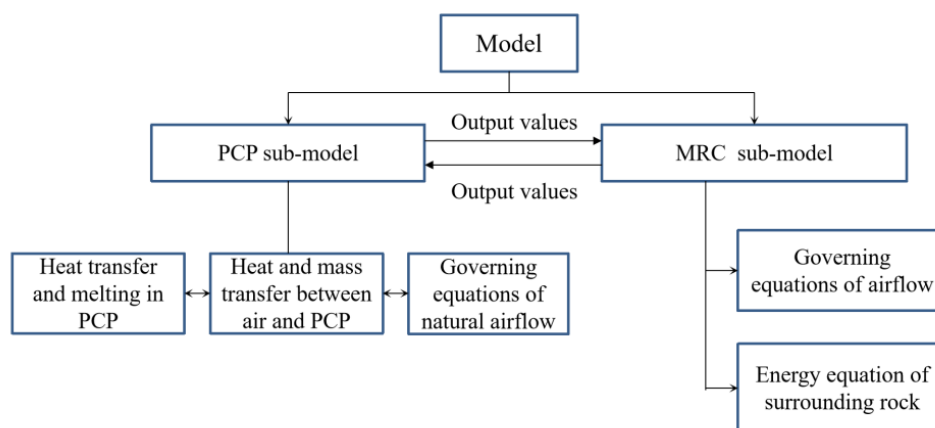 Model
Output values
PCP sub-model
MRC sub-model
Output values
Heat transfer
and melting in
PCP
Heat and mass
transfer between
air and PCP
Governing
equations of
natural airflow
Governing
equations of airflow
Energy equation of
surrounding rock